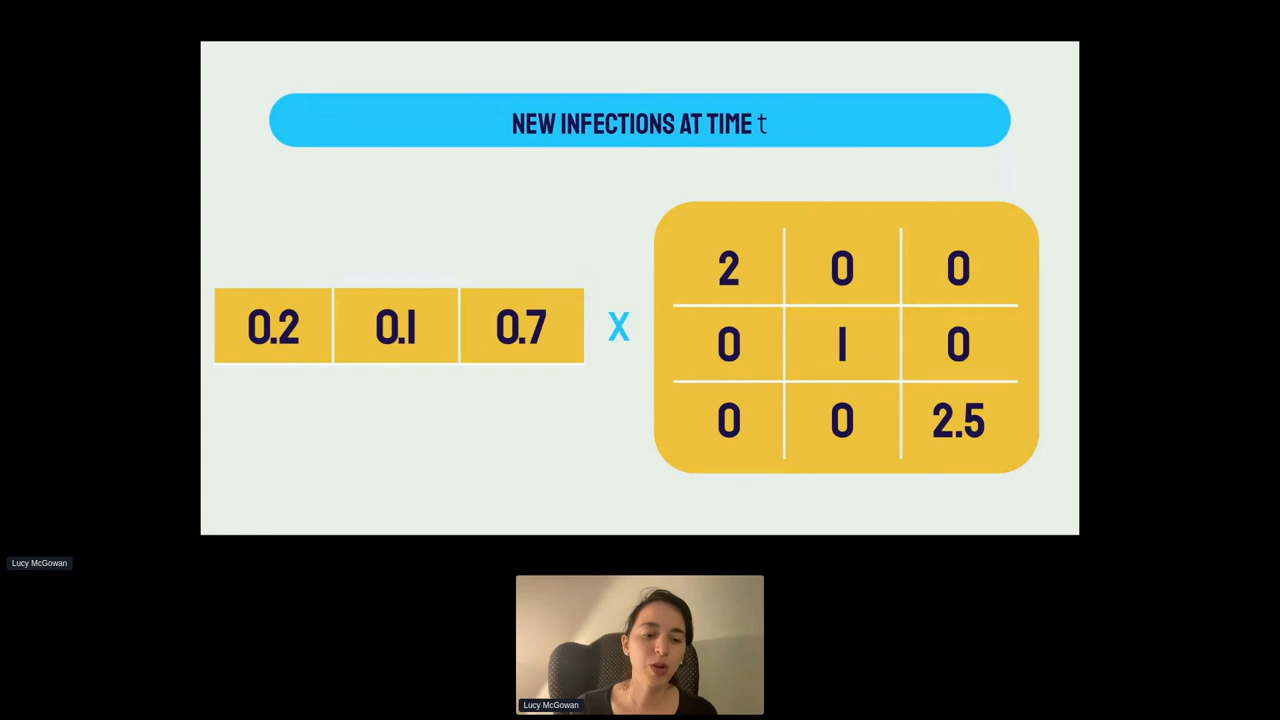 NEW INFECTIONS AT TIME t
0.2 0.1 0.7 X
2 0 0
0 1 0
0 0 2.5
Lucy McGowan
Lucy McGowan